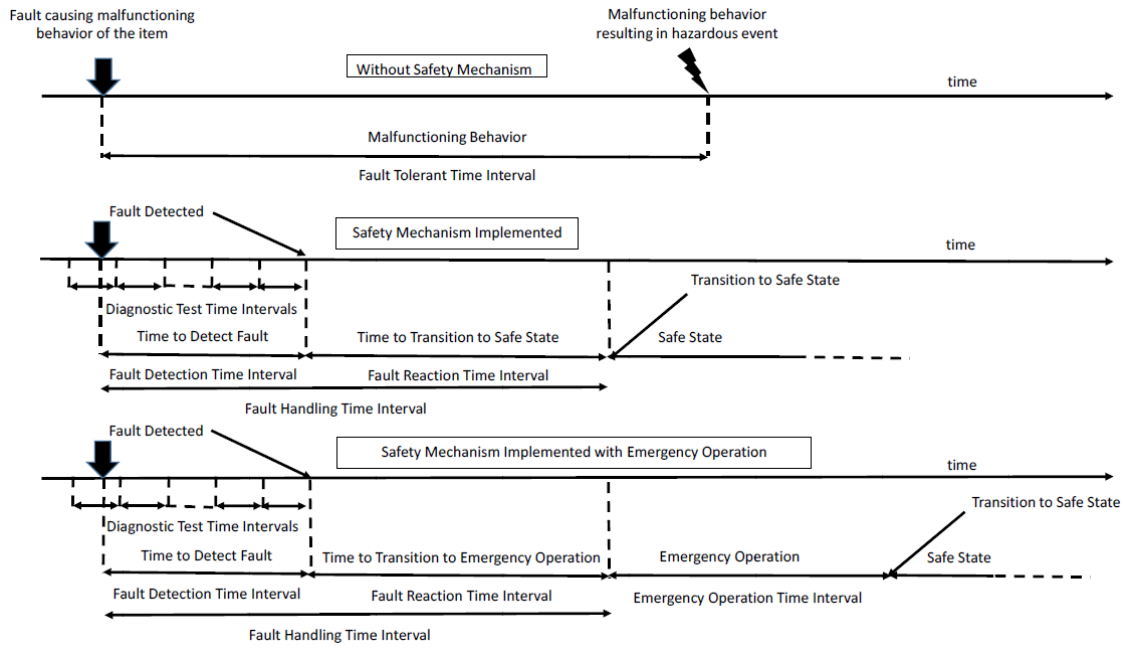 Fault causing malfunctioning
behavior of the item
Malfunctioning behavior
resulting in hazardous event
Without Safety Mechanism
time
Malfunctioning Behavior
Fault Tolerant Time Interval
Fault Detected
Safety Mechanism Implemented
time
Transition to Safe State
Diagnostic Test Time Intervals
Time to Detect Fault
Time to Transition to Safe State
Safe State
Fault Detection Time Interval
Fault Reaction Time Interval
Fault Handling Time Interval
Fault Detected
Safety Mechanism Implemented with Emergency Operation
time
Transition to Safe State
Diagnostic Test Time Intervals
Time to Detect Fault
Time to Transition to Emergency Operation
Emergency Operation
Safe State
Fault Detection Time Interval
Fault Reaction Time Interval
Emergency Operation Time Interval
Fault Handling Time Interval